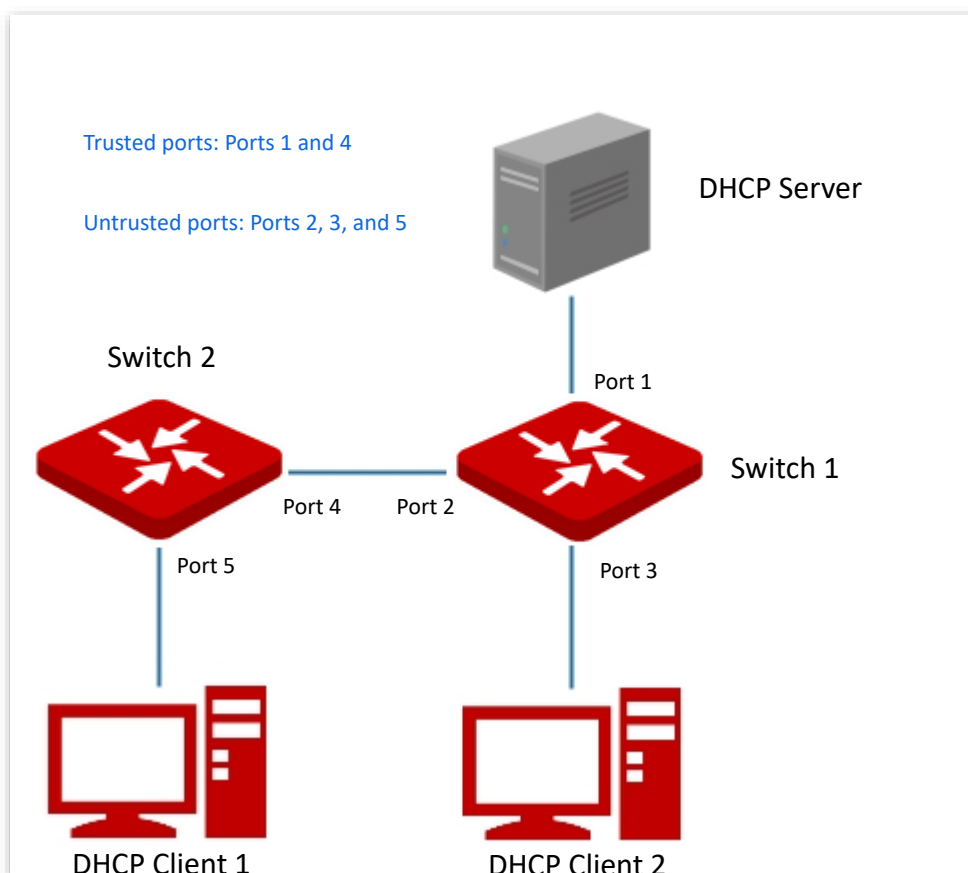 Trusted ports: Ports 1 and 4
DHCP Server
Untrusted ports: Ports 2, 3, and 5
Switch 2
Port 1
Switch 1
Port 4
Port 2
Port 5
Port 3
DHCP Client 1
DHCP Client 2